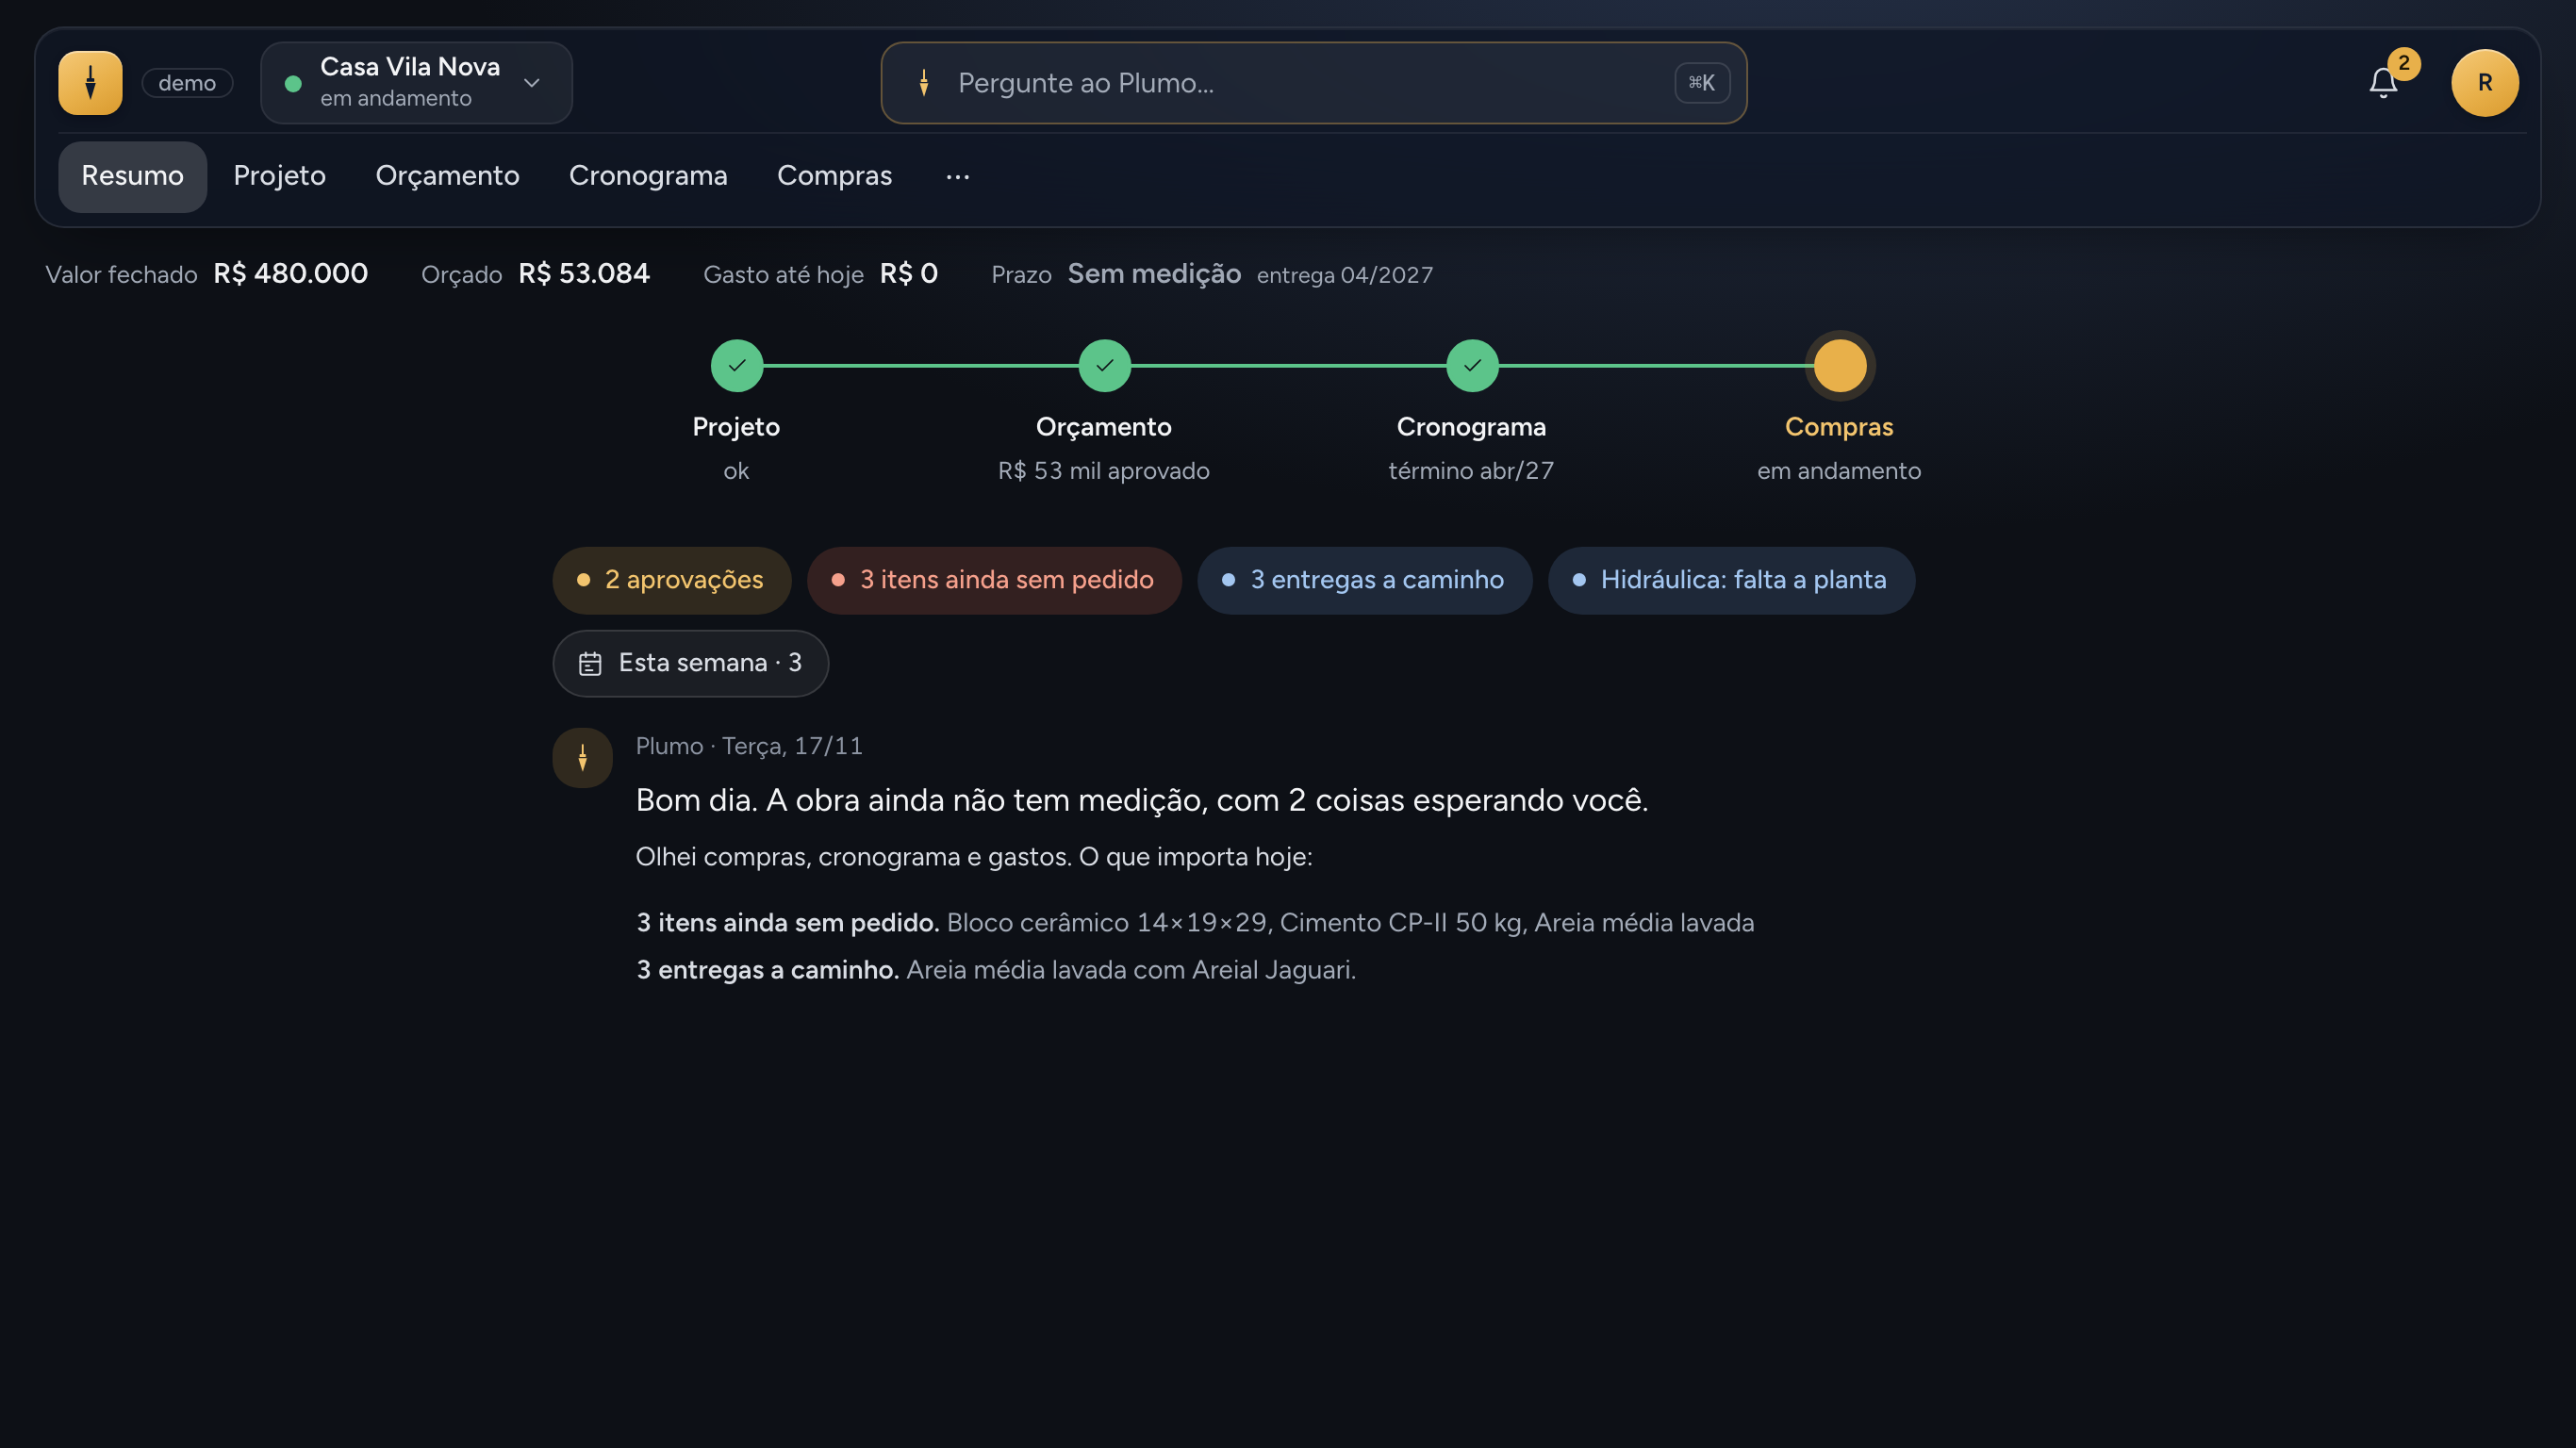 demo
Casa Vila Nova
em andamento
Pergunte ao Plumo...
⌘K
2
R
Resumo Projeto Orçamento Cronograma Compras ...
Valor fechado R$ 480.000 Orçado R$ 53.084 Gasto até hoje R$ 0 Prazo Sem medição entrega 04/2027
Projeto Orçamento Cronograma Compras
ok R$ 53 mil aprovado término abr/27 em andamento
2 aprovações 3 itens ainda sem pedido 3 entregas a caminho Hidráulica: falta a planta
Esta semana · 3
Plumo · Terça, 17/11
Bom dia. A obra ainda não tem medição, com 2 coisas esperando você.
Olhei compras, cronograma e gastos. O que importa hoje:
3 itens ainda sem pedido. Bloco cerâmico 14×19×29, Cimento CP-II 50 kg, Areia média lavada
3 entregas a caminho. Areia média lavada com Areial Jaguari.